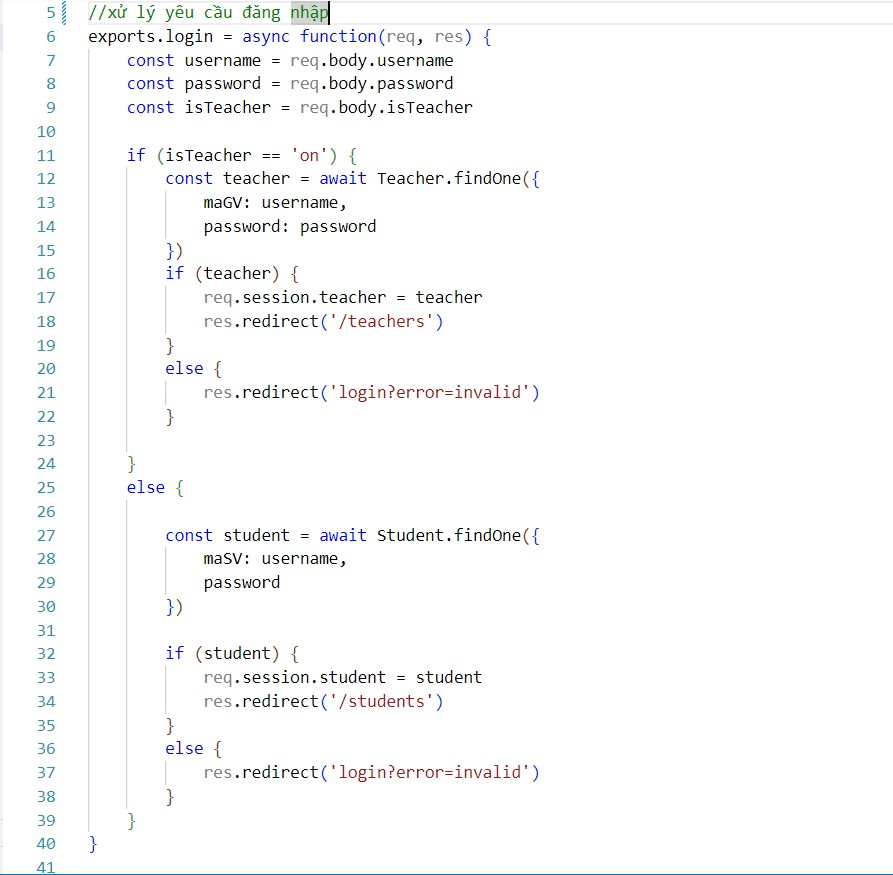 5 //xử lý yêu cầu đăng nhập
6 exports.login = async function(req, res) {
7     const username = req.body.username
8     const password = req.body.password
9     const isTeacher = req.body.isTeacher
10
11     if (isTeacher == 'on') {
12         const teacher = await Teacher.findOne({
13             maGV: username,
14             password: password
15         })
16         if (teacher) {
17             req.session.teacher = teacher
18             res.redirect('/teachers')
19         }
20         else {
21             res.redirect('login?error=invalid')
22         }
23
24     }
25     else {
26
27         const student = await Student.findOne({
28             maSV: username,
29             password
30         })
31
32         if (student) {
33             req.session.student = student
34             res.redirect('/students')
35         }
36         else {
37             res.redirect('login?error=invalid')
38         }
39     }
40 }
41